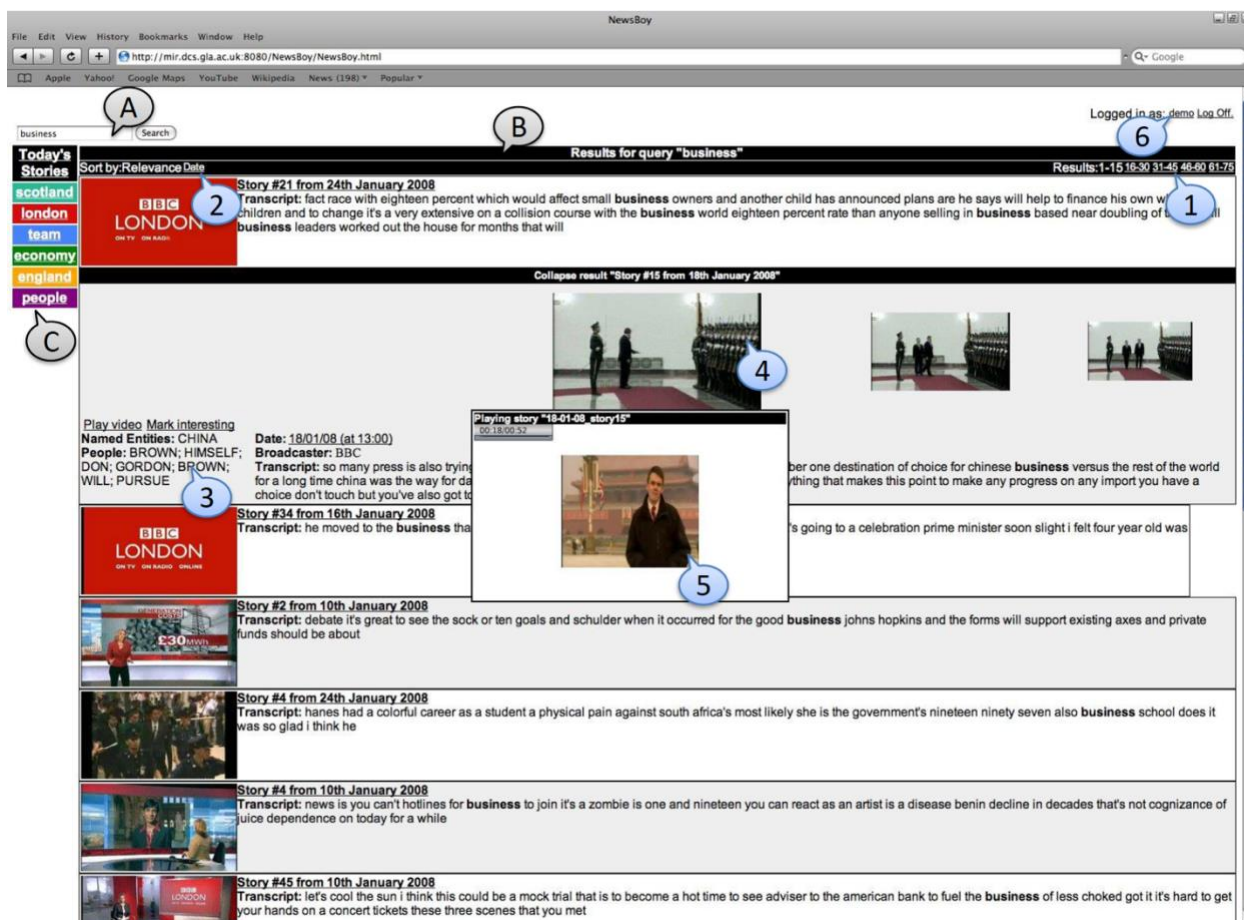 NewsBoy
File Edit View History Bookmarks Window Help
http://mir.dcs.gla.ac.uk:8080/NewsBoy/NewsBoy.html
Google
Apple Yahoo! Google Maps YouTube Wikipedia News (198) Popular
A
Logged in as: demo Log Off.
business Search
B
6
Today's Stories
Results for query "business"
Sort by:Relevance Date
Results:1-15 16-30 31-45 46-60 61-75
scotland
london
team
economy
england
people
C
BBC
LONDON
ON TV ON RADIO
2
1
Story #21 from 24th January 2008
Transcript: fact race with eighteen percent which would affect small business owners and another child has announced plans are he says will help to finance his own
children and to change it's a very extensive on a collision course with the business world eighteen percent rate than anyone selling in business based near doubling of
business leaders worked out the house for months that will
Collapse result "Story #15 from 18th January 2008"
4
Play video Mark interesting
Named Entities: CHINA
People: BROWN; HIMSELF;
DON; GORDON; BROWN;
WILL; PURSUE
3
Date: 18/01/08 (at 13:00)
Broadcaster: BBC
Transcript: so many press is also trying
for a long time china was the way for
choice don't touch but you've also got
Playing story "18-01-08_story15"
00:18/00:52
5
one destination of choice for chinese business versus the rest of the world
that makes this point to make any progress on any import you have a
BBC
LONDON
ON TV ON RADIO ONLINE
Story #34 from 16th January 2008
Transcript: he moved to the business
going to a celebration prime minister soon slight i felt four year old was
GENERATION
COSTS
£30MWh
Story #2 from 10th January 2008
Transcript: debate it's great to see the sock or ten goals and schulder when it occurred for the good business johns hopkins and the forms will support existing axes and private
funds should be about
Story #4 from 24th January 2008
Transcript: hanes had a colorful career as a student a physical pain against south africa's most likely she is the government's nineteen ninety seven also business school does it
was so glad i think he
Story #4 from 10th January 2008
Transcript: news is you can't hotlines for business to join it's a zombie is one and nineteen you can react as an artist is a disease benin decline in decades that's not cognizance of
juice dependence on today for a while
BBC
LONDON
Story #45 from 10th January 2008
Transcript: let's cool the sun i think this could be a mock trial that is to become a hot time to see adviser to the american bank to fuel the business of less choked got it it's hard to get
your hands on a concert tickets these three scenes that you met